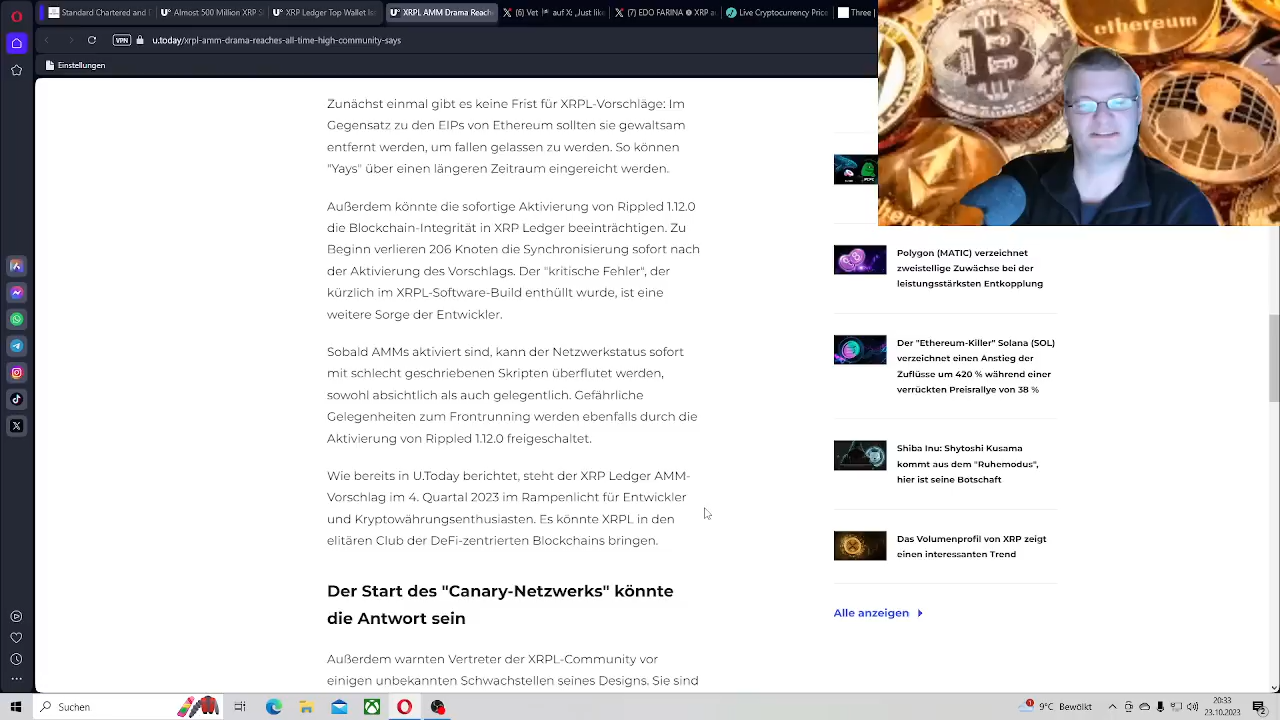 Standard Charterd and
Almost 500 Million XRP S
XRP Ledger Top Wallet Is
XRPL AMM Drama Reach
(6) Vet auf X: „Just like
(7) EDO FARINA XRP a
Live Cryptocurrency Price
Three
VPN
u.today/xrpl-amm-drama-reaches-all-time-high-community-says
Einstellungen
ethereum
Zunächst einmal gibt es keine Frist für XRPL-Vorschläge: Im
Gegensatz zu den EIPs von Ethereum sollten sie gewaltsam
entfernt werden, um fallen gelassen zu werden. So können
"Yays" über einen längeren Zeitraum eingereicht werden.
Außerdem könnte die sofortige Aktivierung von Rippled 1.12.0
die Blockchain-Integrität in XRP Ledger beeinträchtigen. Zu
Beginn verlieren 206 Knoten die Synchronisierung sofort nach
der Aktivierung des Vorschlags. Der "kritische Fehler", der
kürzlich im XRPL-Software-Build enthüllt wurde, ist eine
weitere Sorge der Entwickler.
Sobald AMMs aktiviert sind, kann der Netzwerkstatus sofort
mit schlecht geschriebenen Skripten überflutet werden,
sowohl absichtlich als auch gelegentlich. Gefährliche
Gelegenheiten zum Frontrunning werden ebenfalls durch die
Aktivierung von Rippled 1.12.0 freigeschaltet.
Wie bereits in U.Today berichtet, steht der XRP Ledger AMM-
Vorschlag im 4. Quartal 2023 im Rampenlicht für Entwickler
und Kryptowährungsenthusiasten. Es könnte XRPL in den
elitären Club der DeFi-zentrierten Blockchains bringen.
Der Start des "Canary-Netzwerks" könnte
die Antwort sein
Außerdem warnten Vertreter der XRPL-Community vor
einigen unbekannten Schwachstellen seines Designs. Sie sind
Polygon (MATIC) verzeichnet
zweistellige Zuwächse bei der
leistungsstärksten Entkopplung
Der "Ethereum-Killer" Solana (SOL)
verzeichnet einen Anstieg der
Zuflüsse um 420 % während einer
verrückten Preisrallye von 38 %
Shiba Inu: Shytoshi Kusama
kommt aus dem "Ruhemodus",
hier ist seine Botschaft
Das Volumenprofil von XRP zeigt
einen interessanten Trend
Alle anzeigen
Suchen
9°C Bewölkt
20:33
23.10.2023